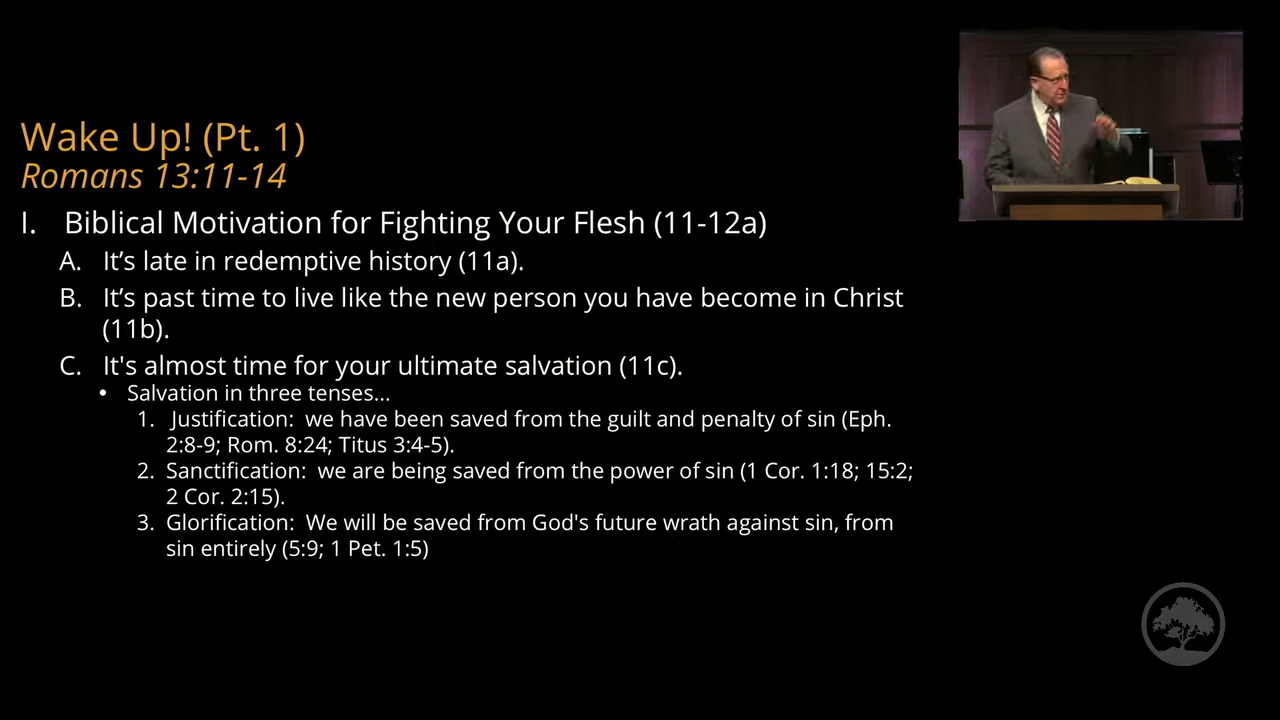 Wake Up! (Pt. 1)
Romans 13:11-14
I. Biblical Motivation for Fighting Your Flesh (11-12a)
A. It’s late in redemptive history (11a).
B. It’s past time to live like the new person you have become in Christ
(11b).
C. It's almost time for your ultimate salvation (11c).
• Salvation in three tenses...
1. Justification: we have been saved from the guilt and penalty of sin (Eph.
2:8-9; Rom. 8:24; Titus 3:4-5).
2. Sanctification: we are being saved from the power of sin (1 Cor. 1:18; 15:2;
2 Cor. 2:15).
3. Glorification: We will be saved from God's future wrath against sin, from
sin entirely (5:9; 1 Pet. 1:5)